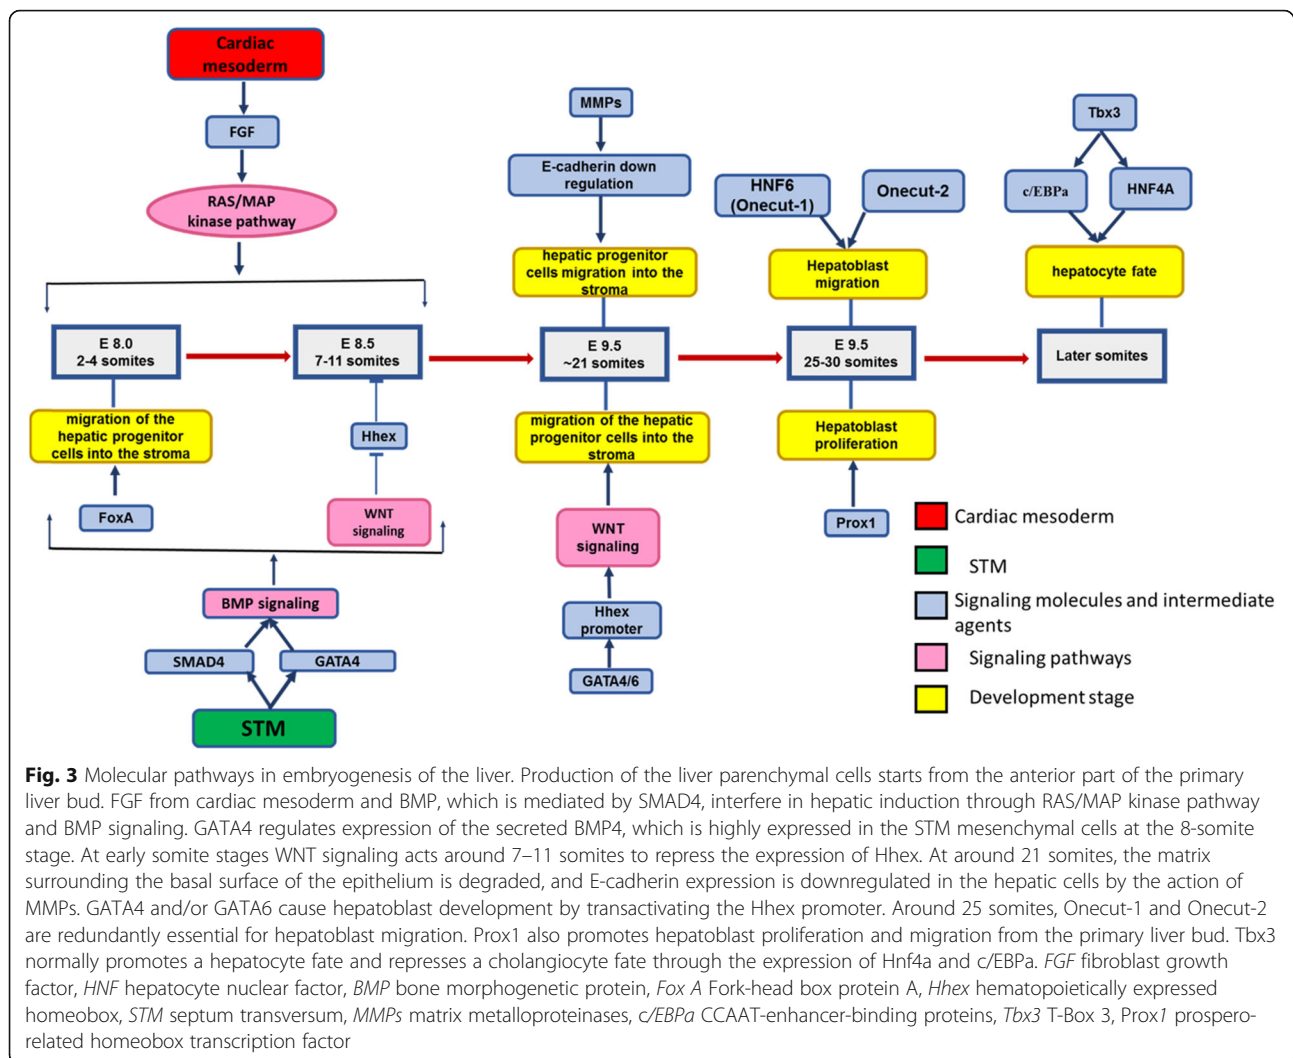 Cardiac
mesoderm
FGF
RAS/MAP
kinase pathway
MMPs
E-cadherin down
regulation
hepatic progenitor
cells migration into the
stroma
HNF6
(Onecut-1)
Onecut-2
Hepatoblast
migration
Tbx3
c/EBPa
HNF4A
hepatocyte fate
E 8.0
2-4 somites
E 8.5
7-11 somites
E 9.5
~21 somites
E 9.5
25-30 somites
Later somites
migration of the
hepatic progenitor
cells into the stroma
FoxA
Hhex
WNT
signaling
BMP signaling
SMAD4
GATA4
STM
migration of the hepatic
progenitor cells into the
stroma
WNT
signaling
Hhex
promoter
GATA4/6
Hepatoblast
proliferation
Prox1
Cardiac mesoderm
STM
Signaling molecules and intermediate
agents
Signaling pathways
Development stage
Fig. 3 Molecular pathways in embryogenesis of the liver. Production of the liver parenchymal cells starts from the anterior part of the primary
liver bud. FGF from cardiac mesoderm and BMP, which is mediated by SMAD4, interfere in hepatic induction through RAS/MAP kinase pathway
and BMP signaling. GATA4 regulates expression of the secreted BMP4, which is highly expressed in the STM mesenchymal cells at the 8-somite
stage. At early somite stages WNT signaling acts around 7–11 somites to repress the expression of Hhex. At around 21 somites, the matrix
surrounding the basal surface of the epithelium is degraded, and E-cadherin expression is downregulated in the hepatic cells by the action of
MMPs. GATA4 and/or GATA6 cause hepatoblast development by transactivating the Hhex promoter. Around 25 somites, Onecut-1 and Onecut-2
are redundantly essential for hepatoblast migration. Prox1 also promotes hepatoblast proliferation and migration from the primary liver bud. Tbx3
normally promotes a hepatocyte fate and represses a cholangiocyte fate through the expression of Hnf4a and c/EBPa. FGF fibroblast growth
factor, HNF hepatocyte nuclear factor, BMP bone morphogenetic protein, Fox A Fork-head box protein A, Hhex hematopoietically expressed
homeobox, STM septum transversum, MMPs matrix metalloproteinases, c/EBPa CCAAT-enhancer-binding proteins, Tbx3 T-Box 3, Prox1 prospero-
related homeobox transcription factor